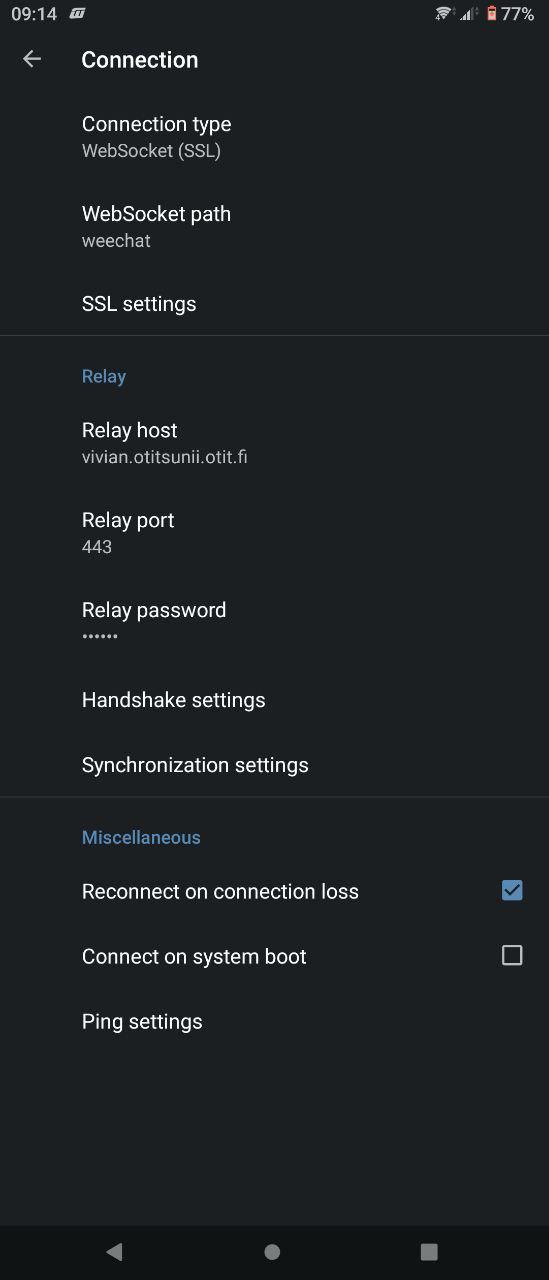 09:14 77%
Connection
Connection type
WebSocket (SSL)
WebSocket path
weechat
SSL settings
Relay
Relay host
vivian.otitsunii.otit.fi
Relay port
443
Relay password
••••••
Handshake settings
Synchronization settings
Miscellaneous
Reconnect on connection loss
Connect on system boot
Ping settings